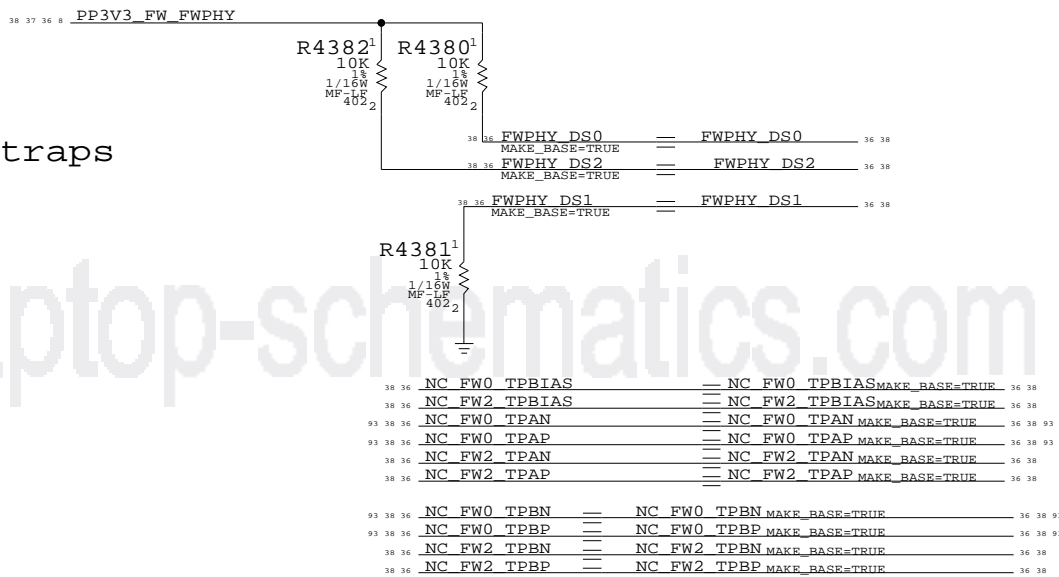 38 37 36 8 PP3V3_FW_FWPHY
R4382 1 R4380 1
10K 10K
1% 1%
1/16W 1/16W
MF-LF MF-LF
402 2 402 2
traps
38 36 FWPHY_DS0 FWPHY_DS0 36 38
MAKE_BASE=TRUE
38 36 FWPHY_DS2 FWPHY_DS2 36 38
MAKE_BASE=TRUE
38 36 FWPHY_DS1 FWPHY_DS1 36 38
MAKE_BASE=TRUE
R4381 1
10K
1%
1/16W
MF-LF
402 2
aptop-schematics.com
38 36 NC_FW0_TPBIAS NC_FW0_TPBIAS MAKE_BASE=TRUE 36 38
38 36 NC_FW2_TPBIAS NC_FW2_TPBIAS MAKE_BASE=TRUE 36 38
93 38 36 NC_FW0_TPAN NC_FW0_TPAN MAKE_BASE=TRUE 36 38 93
93 38 36 NC_FW0_TPAP NC_FW0_TPAP MAKE_BASE=TRUE 36 38 93
38 36 NC_FW2_TPAN NC_FW2_TPAN MAKE_BASE=TRUE 36 38
38 36 NC_FW2_TPAP NC_FW2_TPAP MAKE_BASE=TRUE 36 38
93 38 36 NC_FW0_TPBN NC_FW0_TPBN MAKE_BASE=TRUE 36 38 9
93 38 36 NC_FW0_TPBP NC_FW0_TPBP MAKE_BASE=TRUE 36 38 9
38 36 NC_FW2_TPBN NC_FW2_TPBN MAKE_BASE=TRUE 36 38
38 36 NC_FW2_TPBP NC_FW2_TPBP MAKE_BASE=TRUE 36 38